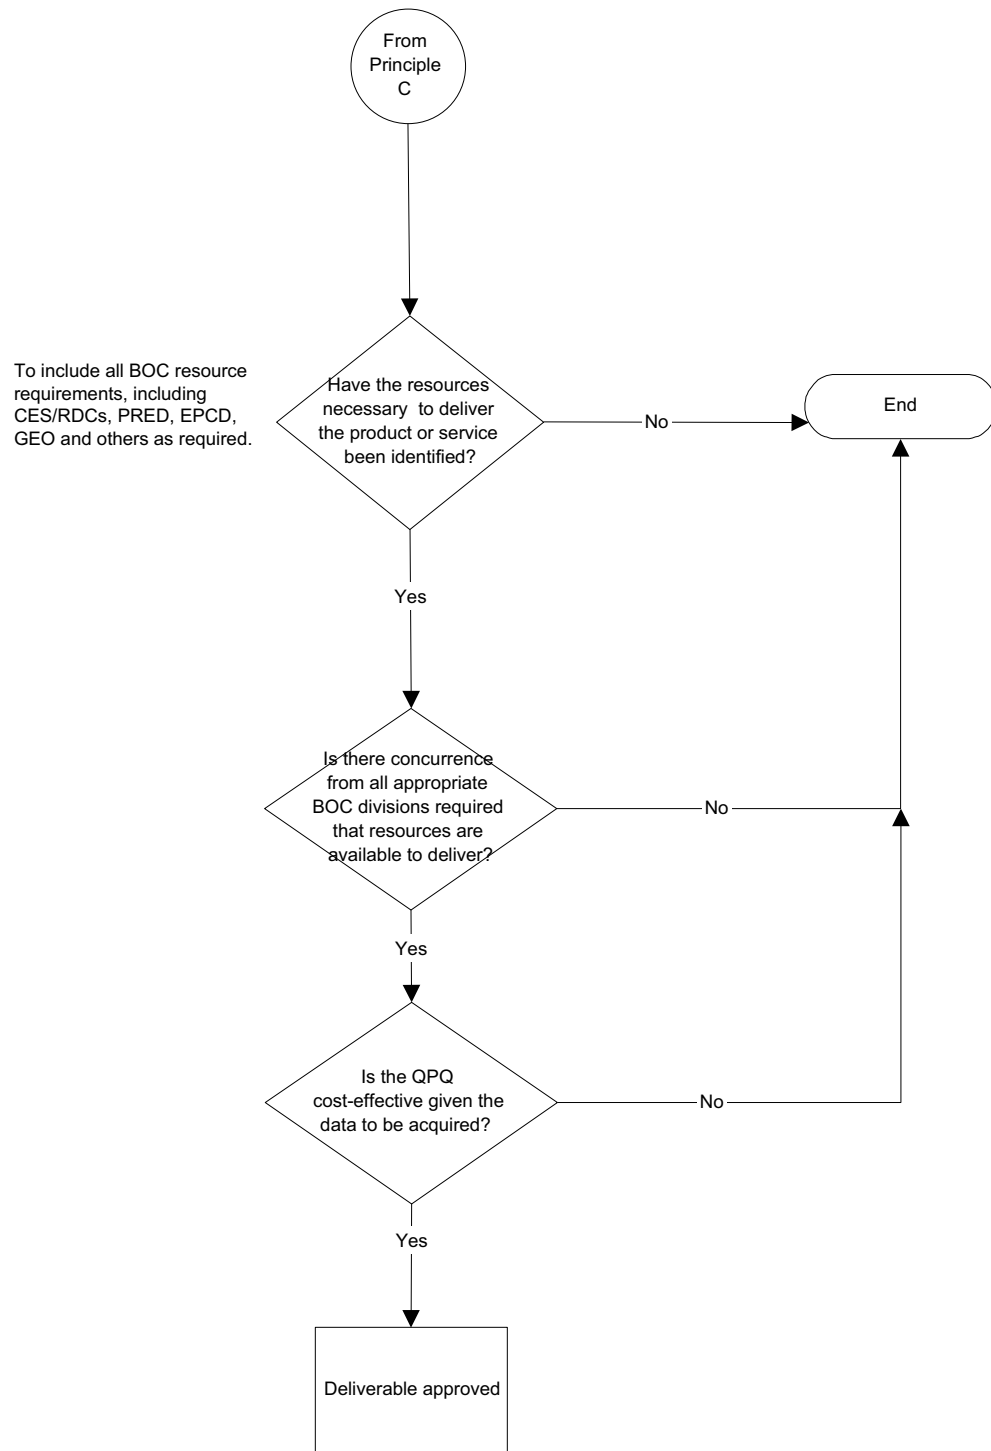 From
Principle
C
To include all BOC resource
requirements, including
CES/RDCs, PRED, EPCD,
GEO and others as required.
Have the resources
necessary to deliver
the product or service
been identified?
No
End
Yes
Is there concurrence
from all appropriate
BOC divisions required
that resources are
available to deliver?
No
Yes
Is the QPQ
cost-effective given the
data to be acquired?
No
Yes
Deliverable approved